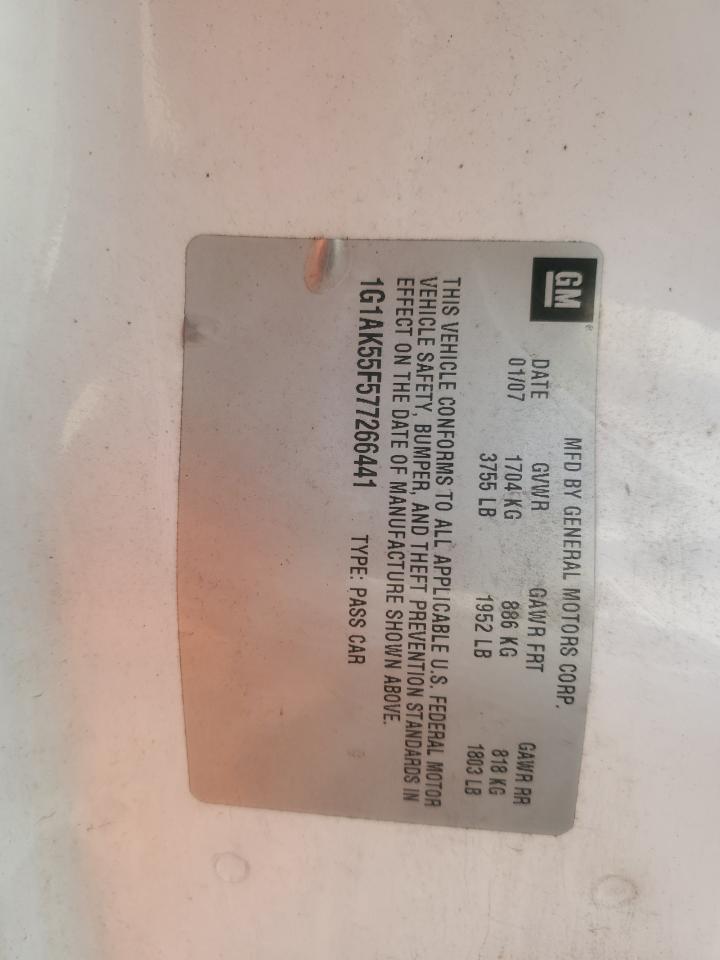 GM
MFD BY GENERAL MOTORS CORP.
DATE GVWR GAWR FRT GAWR RR
01/07 1704 KG 886 KG 818 KG
3755 LB 1952 LB 1803 LB
THIS VEHICLE CONFORMS TO ALL APPLICABLE U.S. FEDERAL MOTOR
VEHICLE SAFETY, BUMPER, AND THEFT PREVENTION STANDARDS IN
EFFECT ON THE DATE OF MANUFACTURE SHOWN ABOVE.
1G1AK55F577266441 TYPE: PASS CAR